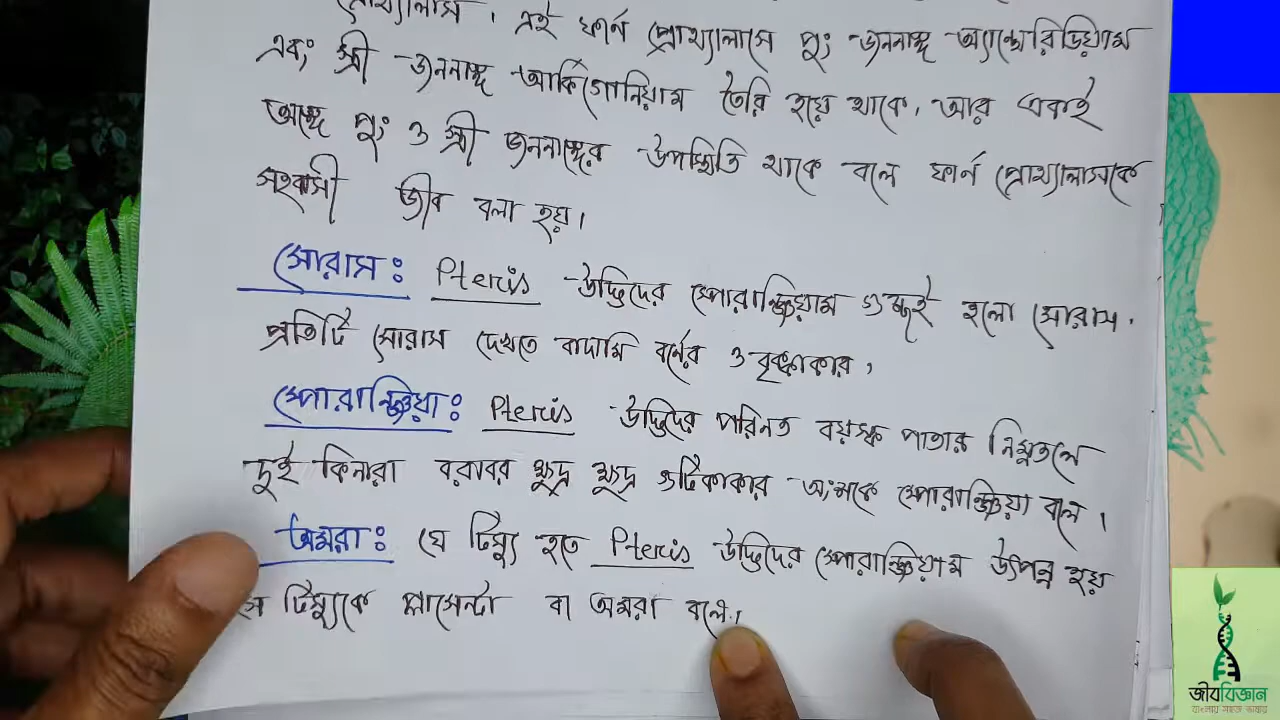 প্রোথ্যালাস। এই ফার্ন প্রোথ্যালাসে পুং জননাঙ্গ অ্যান্থেরিডিয়াম
এবং স্ত্রী জননাঙ্গ আর্কিগোনিয়াম তৈরি হয়ে থাকে, আর একই
অঙ্গে পুং ও স্ত্রী জননাঙ্গের উপস্থিতি থাকে বলে ফার্ন প্রোথ্যালাসকে
সহবাসী জীব বলা হয়।
সোরাস: Pteris উদ্ভিদের স্পোরাঞ্জিয়াম গুচ্ছই হলো সোরাস.
প্রতিটি সোরাস দেখতে বাদামি বর্নের ও বৃক্কাকার,
স্পোরাঞ্জিয়া: Pteris উদ্ভিদের পরিনত বয়স্ক পাতার নিম্নতলে
দুই কিনারা বরাবর ক্ষুদ্র ক্ষুদ্র গুটিকাকার অংশকে স্পোরাঞ্জিয়া বলে।
অমরা: যে টিস্যু হতে Pteris উদ্ভিদের স্পোরাঞ্জিয়াম উৎপন্ন হয়
সে টিস্যুকে প্লাসেন্টা বা অমরা বলে।
জীববিজ্ঞান
বাংলায় সহজ ভাষায়